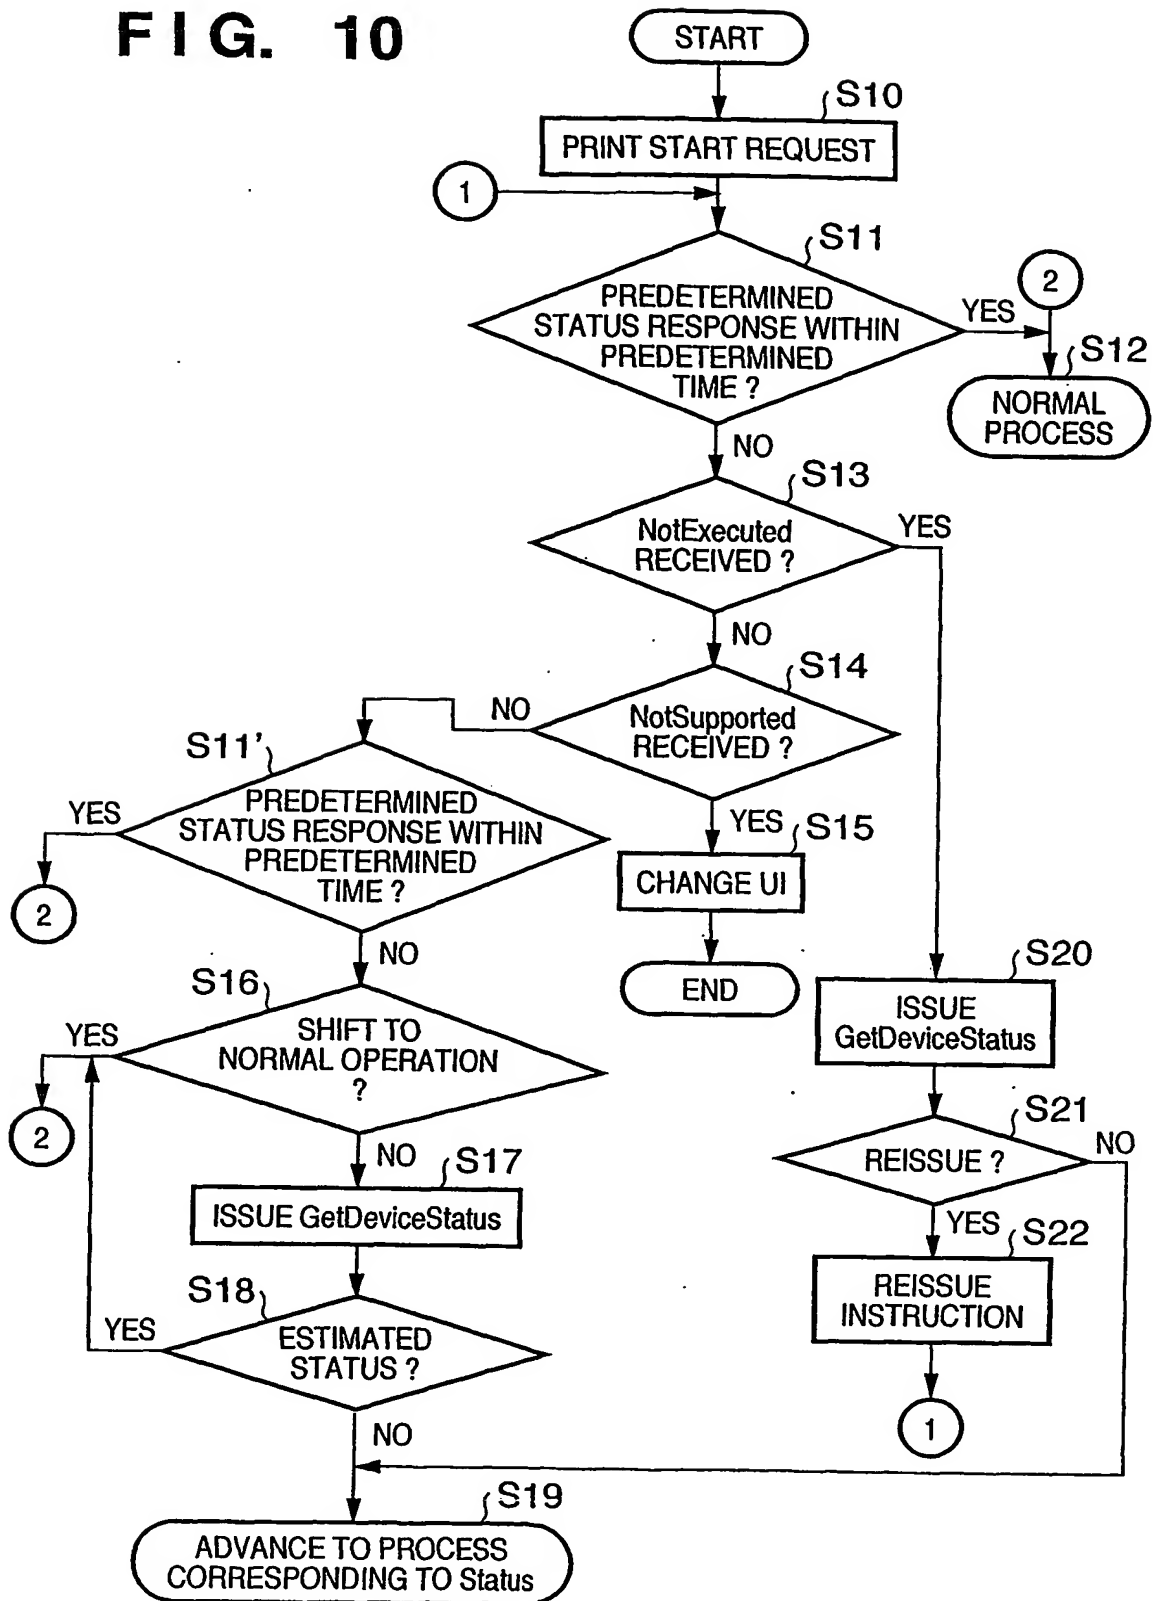 FIG. 10
START
S10
PRINT START REQUEST
1
S11
PREDETERMINED
STATUS RESPONSE WITHIN
PREDETERMINED
TIME ?
YES
2
S12
NORMAL
PROCESS
NO
S13
NotExecuted
RECEIVED ?
YES
NO
S14
NotSupported
RECEIVED ?
NO
S11'
PREDETERMINED
STATUS RESPONSE WITHIN
PREDETERMINED
TIME ?
YES
2
YES
S15
CHANGE UI
END
NO
S16
SHIFT TO
NORMAL OPERATION
?
YES
2
NO
S17
ISSUE GetDeviceStatus
S18
ESTIMATED
STATUS ?
YES
NO
S20
ISSUE
GetDeviceStatus
S21
REISSUE ?
NO
YES
S22
REISSUE
INSTRUCTION
1
S19
ADVANCE TO PROCESS
CORRESPONDING TO Status